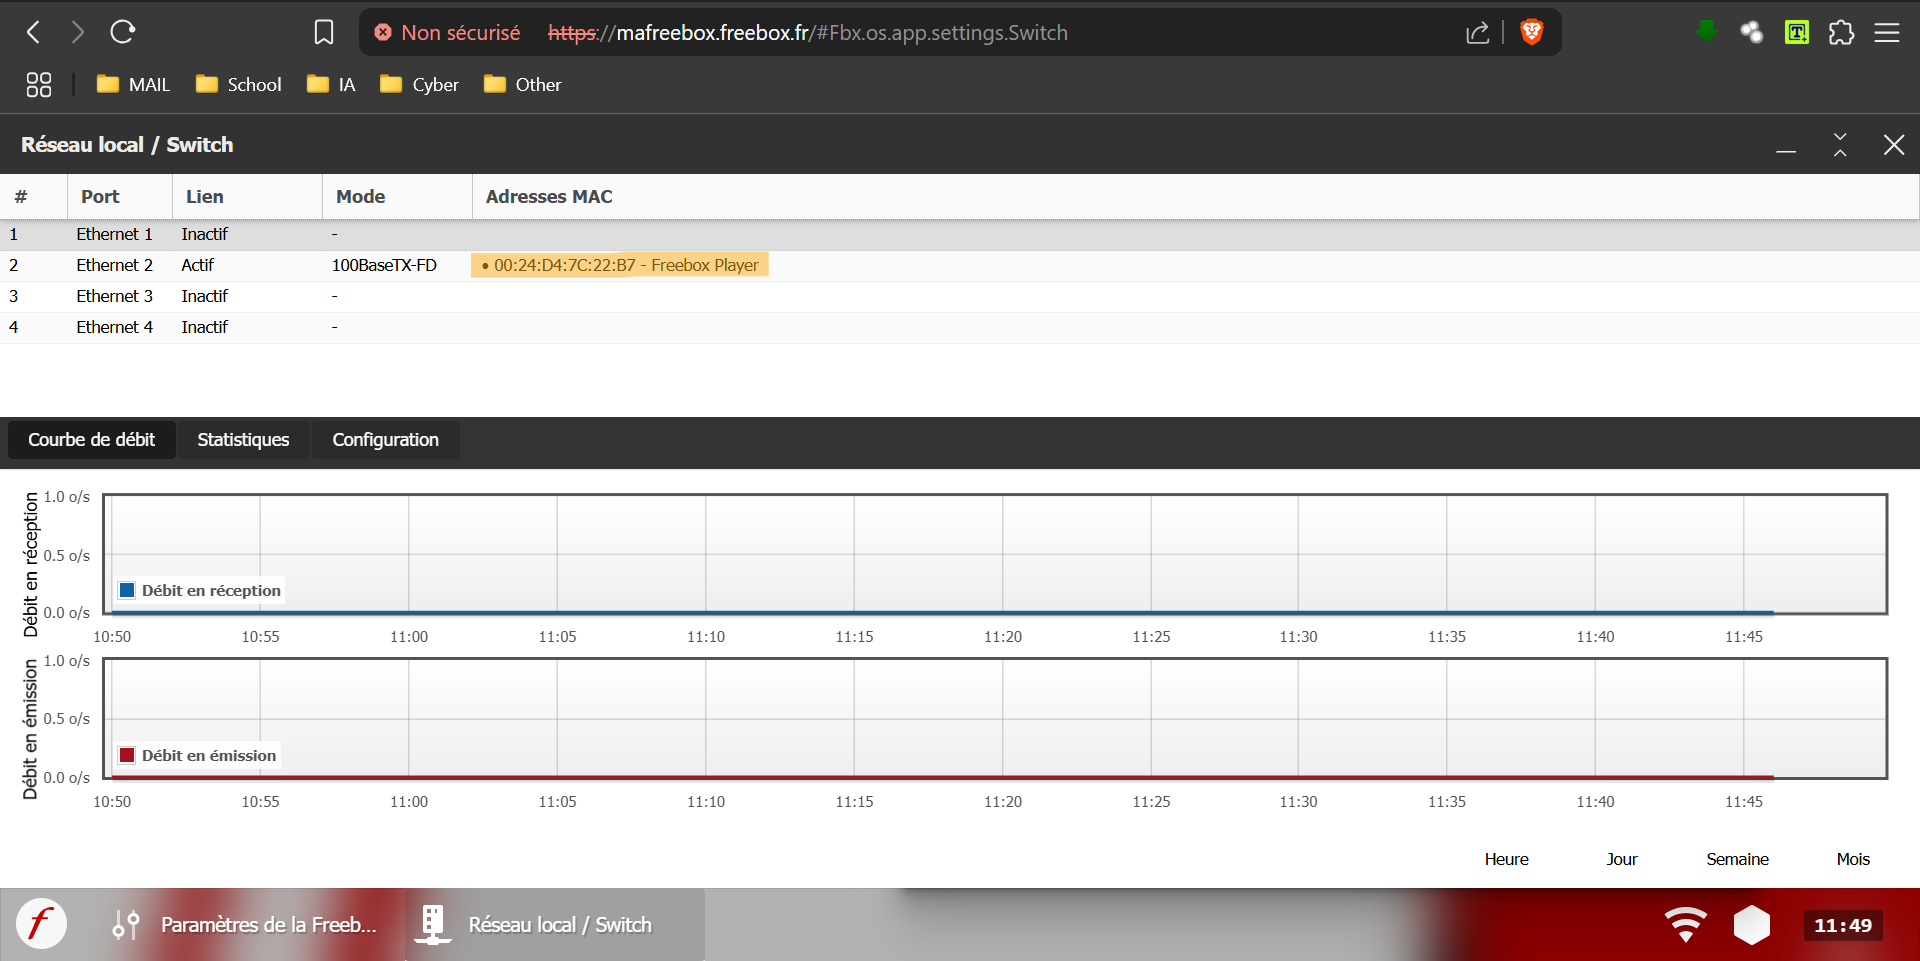 Non sécurisé https://mafreebox.freebox.fr/#Fbx.os.app.settings.Switch
MAIL School IA Cyber Other
Réseau local / Switch
# Port Lien Mode Adresses MAC
1 Ethernet 1 Inactif -
2 Ethernet 2 Actif 100BaseTX-FD • 00:24:D4:7C:22:B7 - Freebox Player
3 Ethernet 3 Inactif -
4 Ethernet 4 Inactif -
Courbe de débit Statistiques Configuration
Débit en réception
1.0 o/s
0.5 o/s
0.0 o/s
Débit en réception
10:50 10:55 11:00 11:05 11:10 11:15 11:20 11:25 11:30 11:35 11:40 11:45
Débit en émission
1.0 o/s
0.5 o/s
0.0 o/s
Débit en émission
10:50 10:55 11:00 11:05 11:10 11:15 11:20 11:25 11:30 11:35 11:40 11:45
Heure Jour Semaine Mois
f Paramètres de la Freeb... Réseau local / Switch 11:49